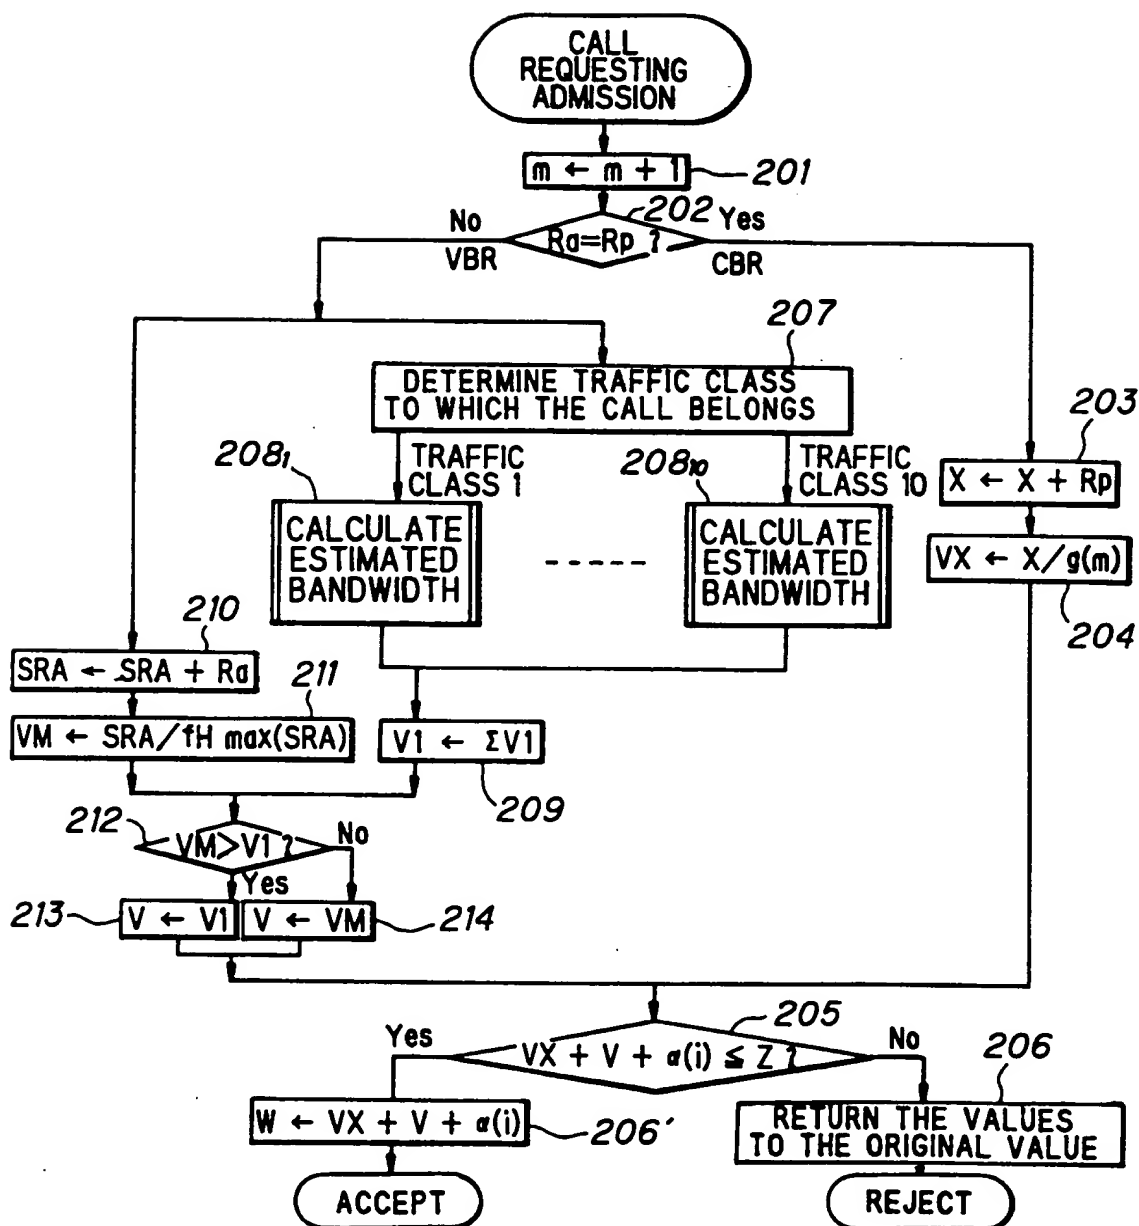 CALL
REQUESTING
ADMISSION
m ← m + 1
201
202
No
Yes
Ra=Rp ?
VBR
CBR
207
DETERMINE TRAFFIC CLASS
TO WHICH THE CALL BELONGS
203
208₁
TRAFFIC
CLASS 1
208₁₀
TRAFFIC
CLASS 10
X ← X + Rp
CALCULATE
ESTIMATED
BANDWIDTH
-----
CALCULATE
ESTIMATED
BANDWIDTH
VX ← X/g(m)
204
210
SRA ← SRA + Ra
211
VM ← SRA/fH max(SRA)
V1 ← ΣV1
209
212
VM>V1 ?
No
Yes
213
V ← V1
V ← VM
214
205
Yes
VX + V + α(i) ≦ Z ?
No
206
W ← VX + V + α(i)
206'
RETURN THE VALUES
TO THE ORIGINAL VALUE
ACCEPT
REJECT